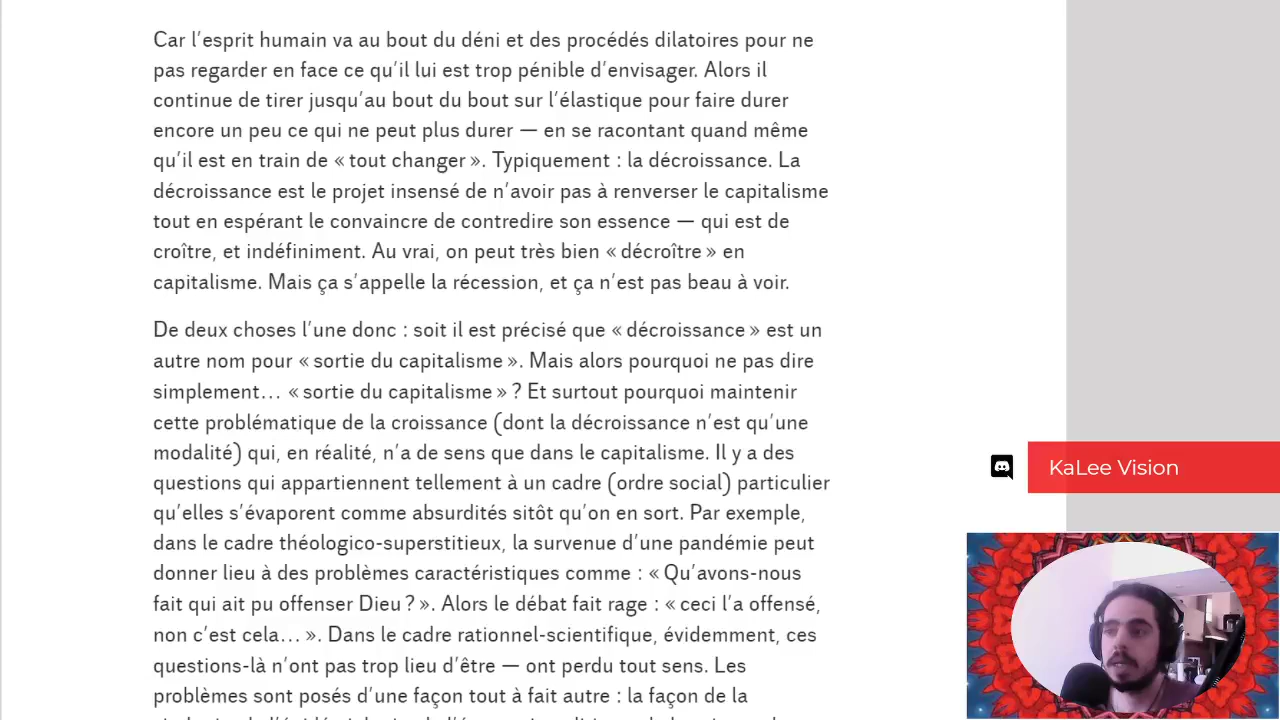 Car l'esprit humain va au bout du déni et des procédés dilatoires pour ne
pas regarder en face ce qu'il lui est trop pénible d'envisager. Alors il
continue de tirer jusqu'au bout du bout sur l'élastique pour faire durer
encore un peu ce qui ne peut plus durer — en se racontant quand même
qu'il est en train de « tout changer ». Typiquement : la décroissance. La
décroissance est le projet insensé de n'avoir pas à renverser le capitalisme
tout en espérant le convaincre de contredire son essence — qui est de
croître, et indéfiniment. Au vrai, on peut très bien « décroître » en
capitalisme. Mais ça s'appelle la récession, et ça n'est pas beau à voir.
De deux choses l'une donc : soit il est précisé que « décroissance » est un
autre nom pour « sortie du capitalisme ». Mais alors pourquoi ne pas dire
simplement… « sortie du capitalisme » ? Et surtout pourquoi maintenir
cette problématique de la croissance (dont la décroissance n'est qu'une
modalité) qui, en réalité, n'a de sens que dans le capitalisme. Il y a des
questions qui appartiennent tellement à un cadre (ordre social) particulier
qu'elles s'évaporent comme absurdités sitôt qu'on en sort. Par exemple,
dans le cadre théologico-superstitieux, la survenue d'une pandémie peut
donner lieu à des problèmes caractéristiques comme : « Qu'avons-nous
fait qui ait pu offenser Dieu ? ». Alors le débat fait rage : « ceci l'a offensé,
non c'est cela… ». Dans le cadre rationnel-scientifique, évidemment, ces
questions-là n'ont pas trop lieu d'être — ont perdu tout sens. Les
problèmes sont posés d'une façon tout à fait autre : la façon de la
KaLee Vision